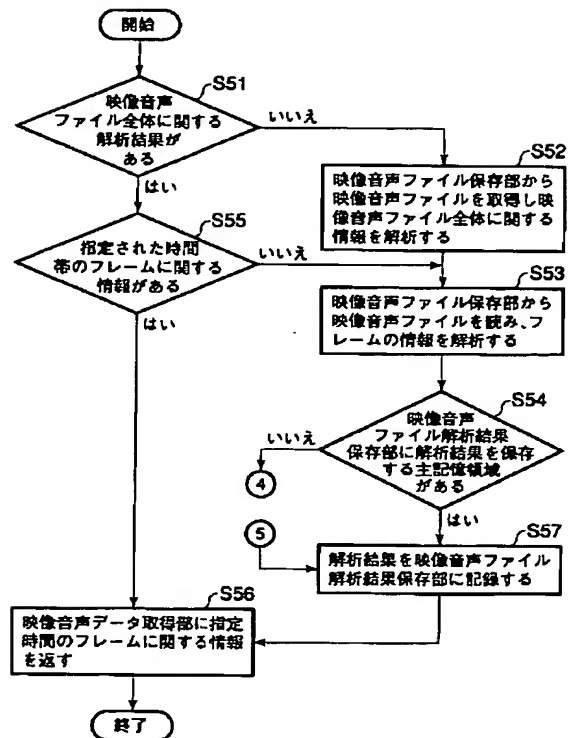 開始
S51
映像音声
ファイル全体に関する
解析結果が
ある
いいえ
はい
S52
映像音声ファイル保存部から
映像音声ファイルを取得し映
像音声ファイル全体に関する
情報を解析する
S55
指定された時間
帯のフレームに関する
情報がある
いいえ
はい
S53
映像音声ファイル保存部から
映像音声ファイルを読み、フ
レームの情報を解析する
S54
映像音声
ファイル解析結果
保存部に解析結果を保存
する主記憶領域
がある
いいえ
はい
4
5
S57
解析結果を映像音声ファイル
解析結果保存部に記録する
S56
映像音声データ取得部に指定
時間のフレームに関する情報
を返す
終了